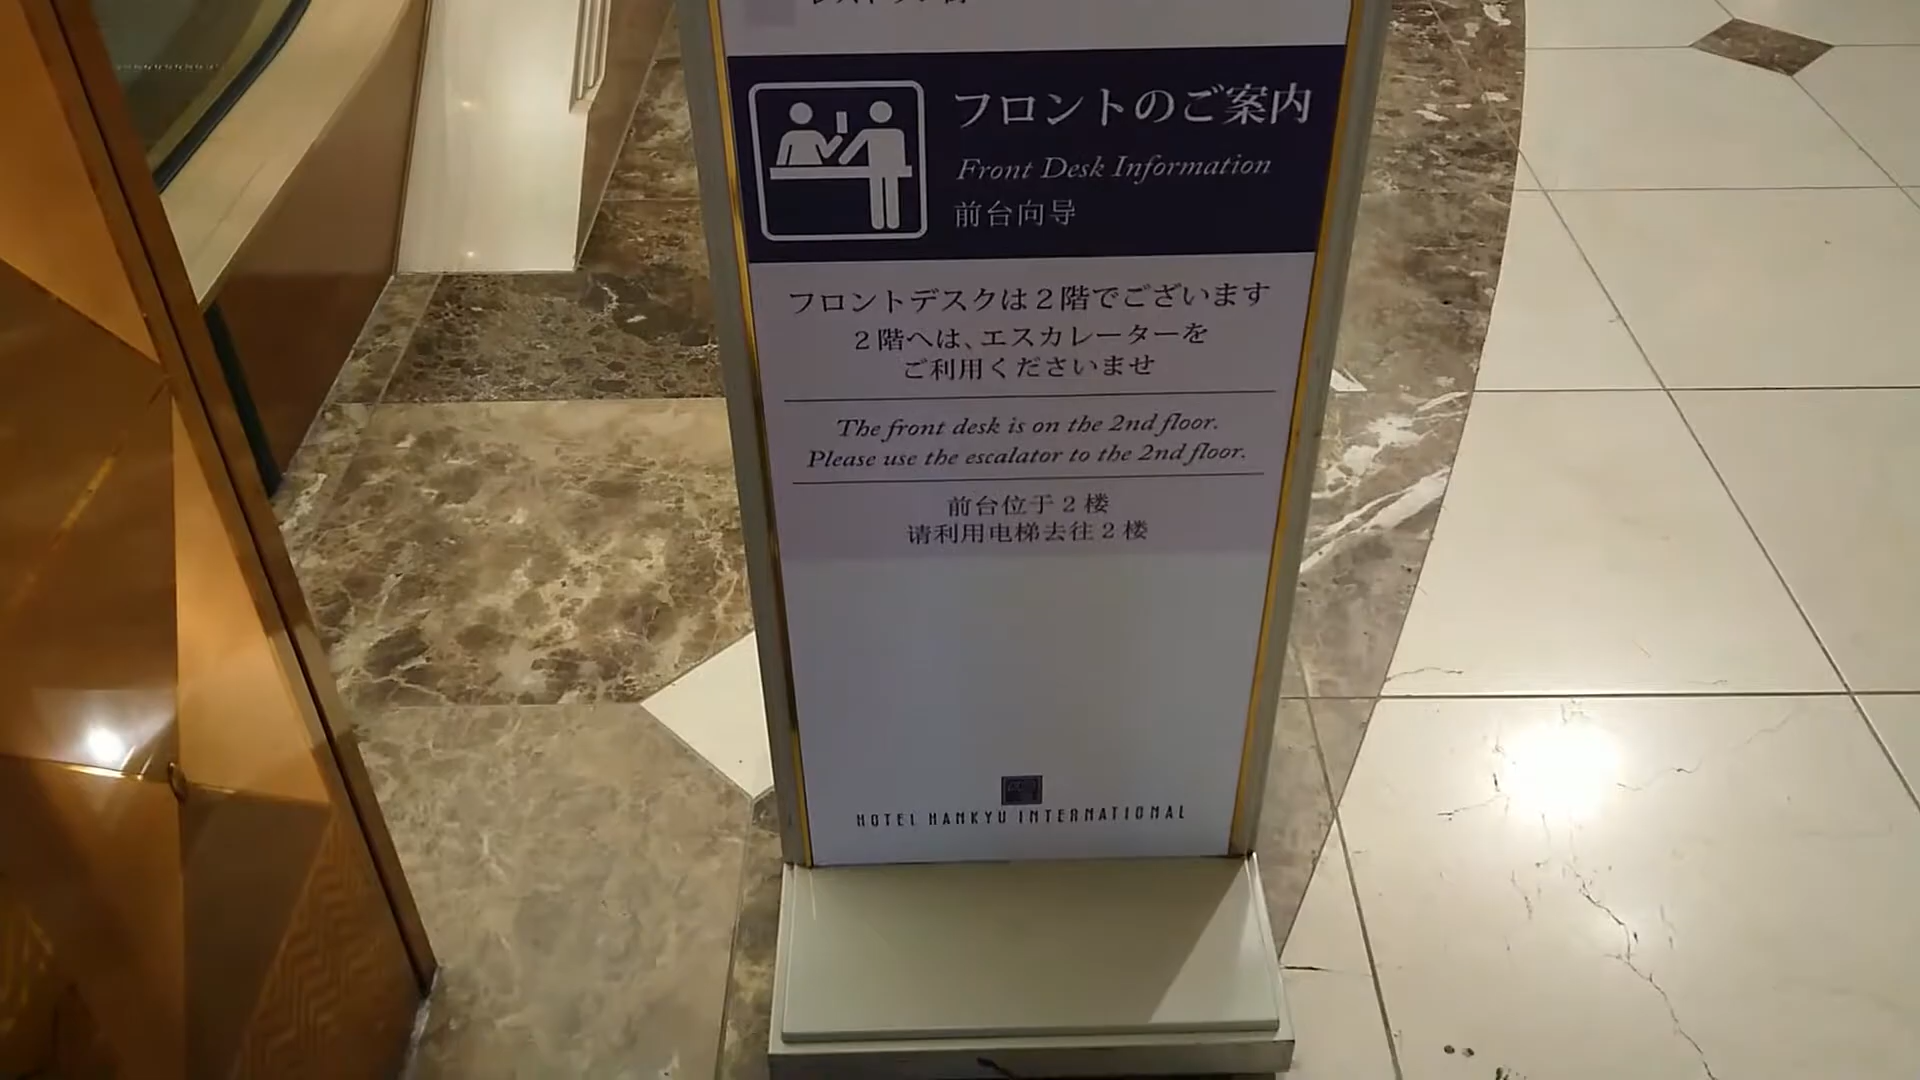 フロントのご案内
Front Desk Information
前台向导
フロントデスクは2階でございます
2階へは、エスカレーターを
ご利用くださいませ
The front desk is on the 2nd floor.
Please use the escalator to the 2nd floor.
前台位于2楼
请利用电梯去往2楼
HOTEL HANKYU INTERNATIONAL